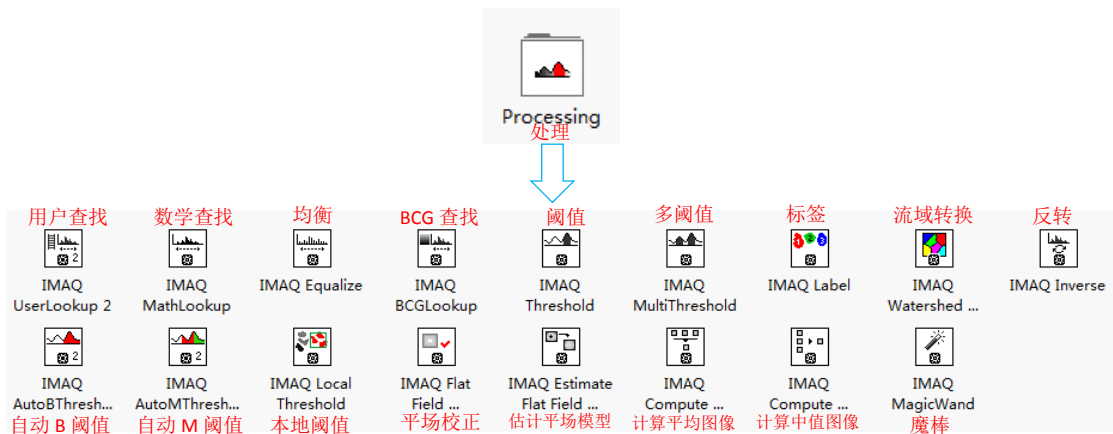 Processing
处理
用户查找 数学查找 均衡 BCG 查找 阈值 多阈值 标签 流域转换 反转
2
IMAQ IMAQ IMAQ Equalize IMAQ IMAQ IMAQ IMAQ Label IMAQ IMAQ Inverse
UserLookup 2 MathLookup BCGLookup Threshold MultiThreshold Watershed ...
2 2
IMAQ IMAQ IMAQ Local IMAQ Flat IMAQ Estimate IMAQ IMAQ IMAQ
AutoBThresh... AutoMThresh... Threshold Field ... Flat Field ... Compute ... Compute ... MagicWand
自动 B 阈值 自动 M 阈值 本地阈值 平场校正 估计平场模型 计算平均图像 计算中值图像 魔棒